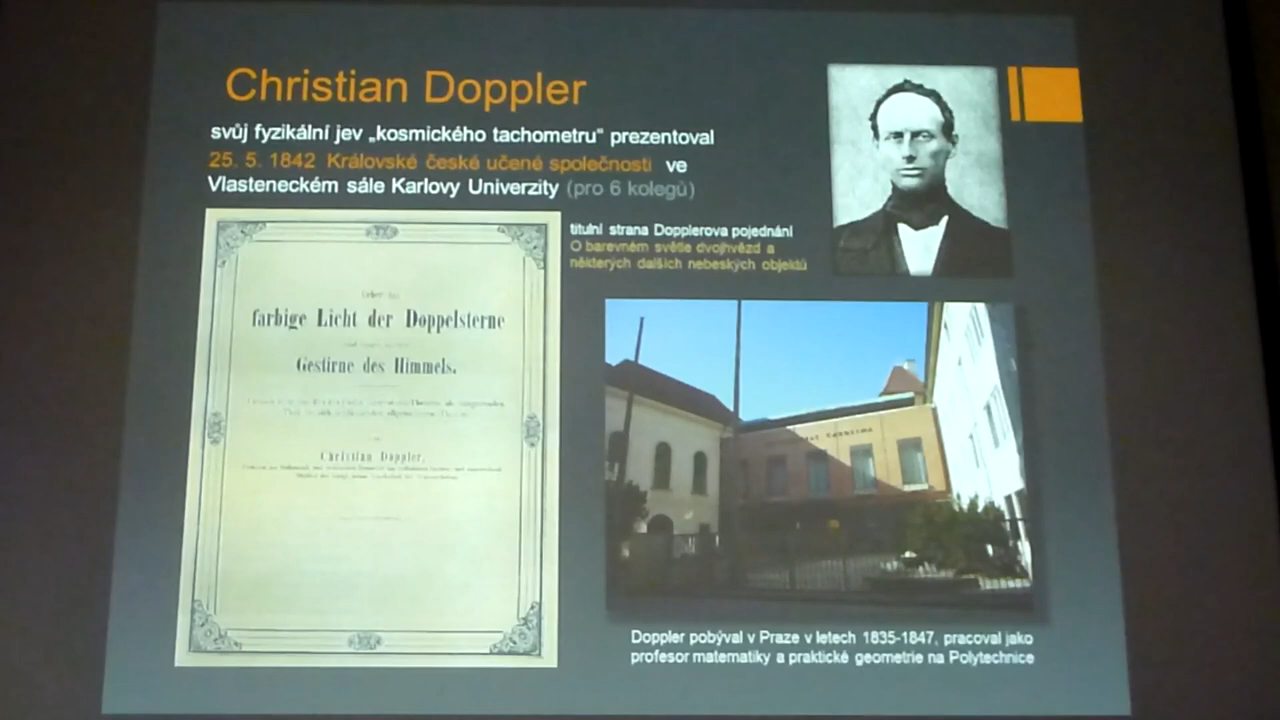 Christian Doppler
svůj fyzikální jev „kosmického tachometru“ prezentoval
25. 5. 1842 Královské české učené společnosti ve
Vlasteneckém sále Karlovy Univerzity (pro 6 kolegů)
titulní strana Dopplerova pojednání
O barevném světle dvojhvězd a
některých dalších nebeských objektů
farbige Licht der Doppelsterne
Gestirne des Himmels.
Christian Doppler,
Doppler pobýval v Praze v letech 1835-1847, pracoval jako
profesor matematiky a praktické geometrie na Polytechnice